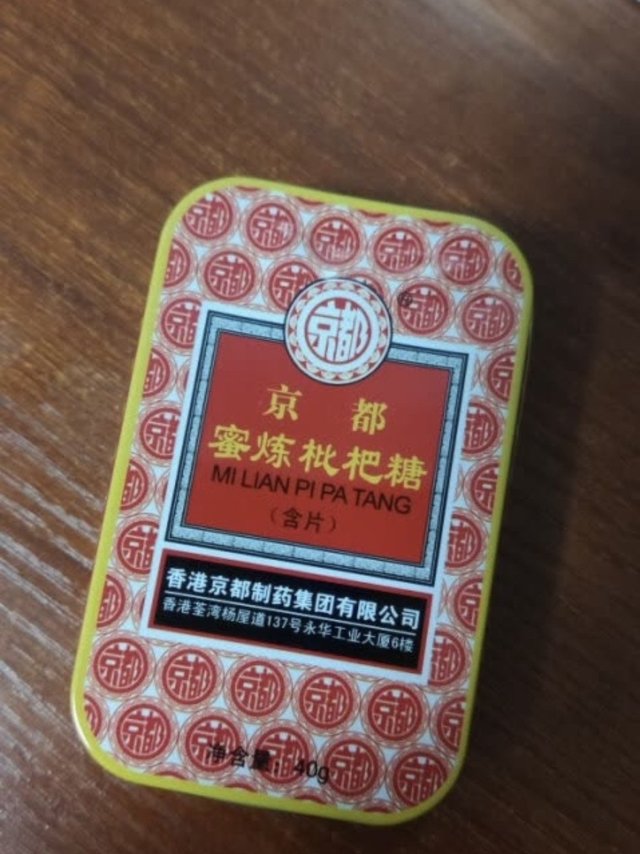 京都
京都
蜜炼枇杷糖
MI LIAN PI PA TANG
（含片）
香港京都制药集团有限公司
香港荃湾杨屋道137号永华工业大厦6楼
净含量：40g